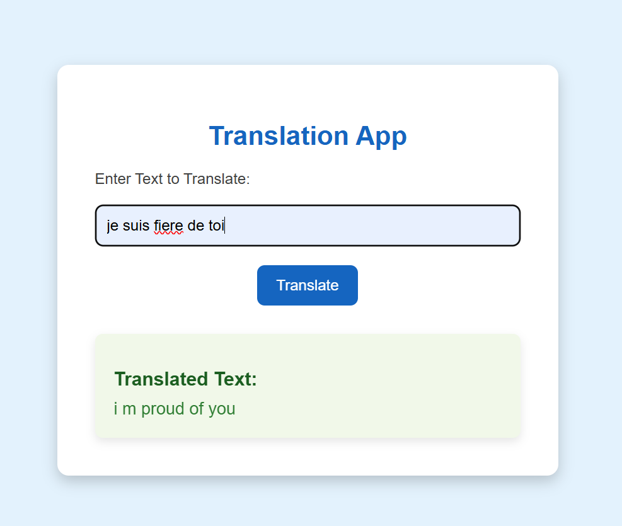 Translation App
Enter Text to Translate:
je suis fiere de toi
Translate
Translated Text:
i m proud of you